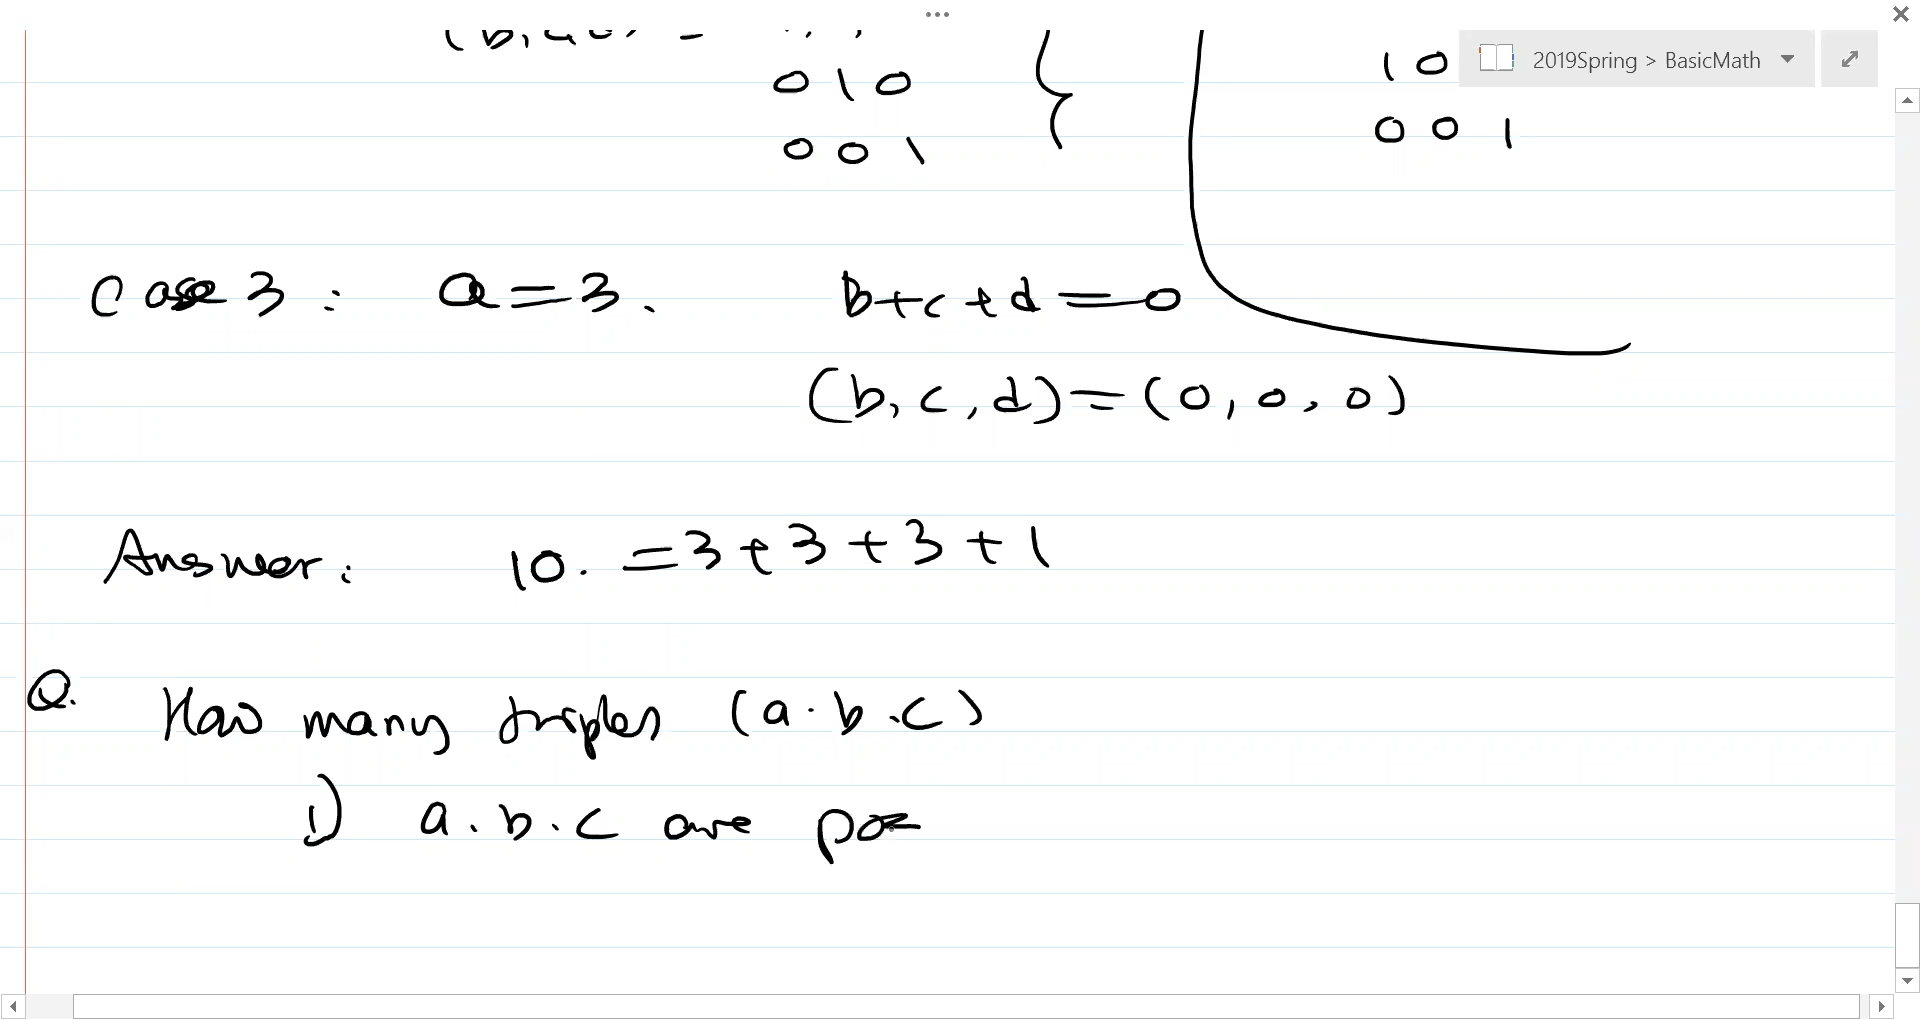 2019Spring > BasicMath
1 0
0 1 0
0 0 1
0 0 1
Case 3 : a = 3. b+c+d=0
(b, c, d) = (0, 0, 0)
Answer: 10. = 3 + 3 + 3 + 1
Q. How many triples (a.b.c)
1) a.b.c are po